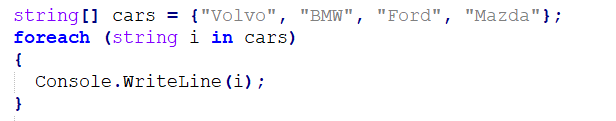 string[] cars = {"Volvo", "BMW", "Ford", "Mazda"};
foreach (string i in cars)
{
  Console.WriteLine(i);
}